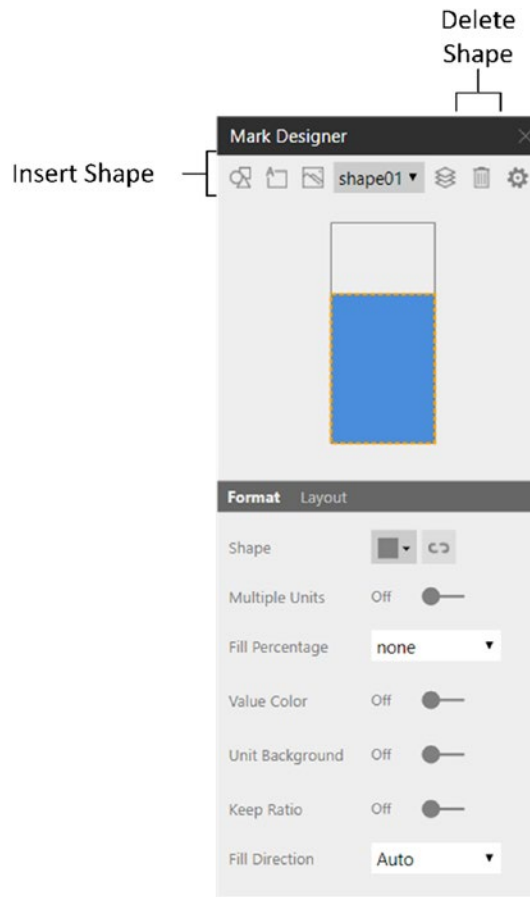 Delete
Shape
Mark Designer
Insert Shape
shape01
Format Layout
Shape
Multiple Units Off
Fill Percentage none
Value Color Off
Unit Background Off
Keep Ratio Off
Fill Direction Auto